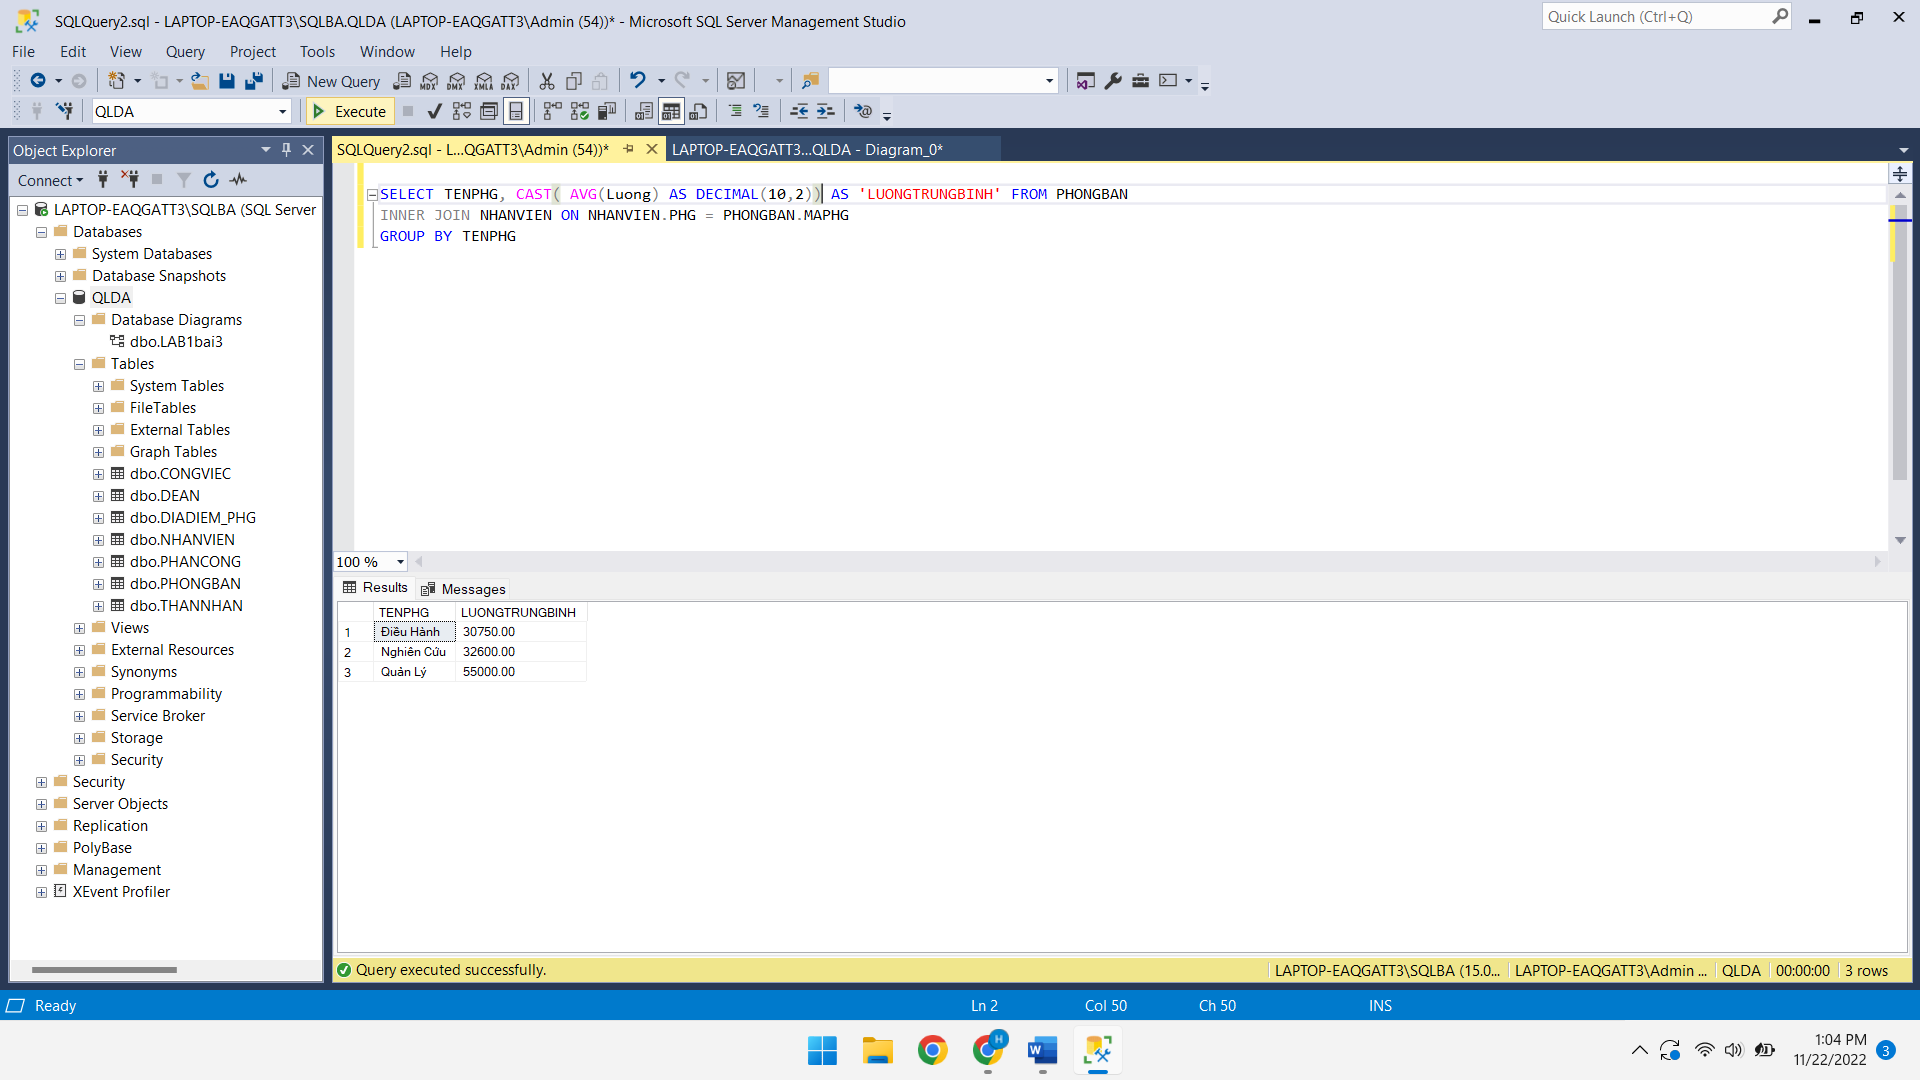 SQLQuery2.sql - LAPTOP-EAQGATT3\SQLBA.QLDA (LAPTOP-EAQGATT3\Admin (54))* - Microsoft SQL Server Management Studio
Quick Launch (Ctrl+Q)
File Edit View Query Project Tools Window Help
New Query MDX DMX XMLA DAX
QLDA Execute
Object Explorer
SQLQuery2.sql - L...QGATT3\Admin (54))* LAPTOP-EAQGATT3...QLDA - Diagram_0*
Connect
LAPTOP-EAQGATT3\SQLBA (SQL Server
Databases
System Databases
Database Snapshots
QLDA
Database Diagrams
dbo.LAB1bai3
Tables
System Tables
FileTables
External Tables
Graph Tables
dbo.CONGVIEC
dbo.DEAN
dbo.DIADIEM_PHG
dbo.NHANVIEN
dbo.PHANCONG
dbo.PHONGBAN
dbo.THANNHAN
Views
External Resources
Synonyms
Programmability
Service Broker
Storage
Security
Security
Server Objects
Replication
PolyBase
Management
XEvent Profiler
SELECT TENPHG, CAST( AVG(Luong) AS DECIMAL(10,2)) AS 'LUONGTRUNGBINH' FROM PHONGBAN
INNER JOIN NHANVIEN ON NHANVIEN.PHG = PHONGBAN.MAPHG
GROUP BY TENPHG
100 %
Results Messages
TENPHG LUONGTRUNGBINH
1 Điều Hành 30750.00
2 Nghiên Cứu 32600.00
3 Quản Lý 55000.00
Query executed successfully. LAPTOP-EAQGATT3\SQLBA (15.0... LAPTOP-EAQGATT3\Admin ... QLDA 00:00:00 3 rows
Ready Ln 2 Col 50 Ch 50 INS
H
W
1:04 PM
11/22/2022
3